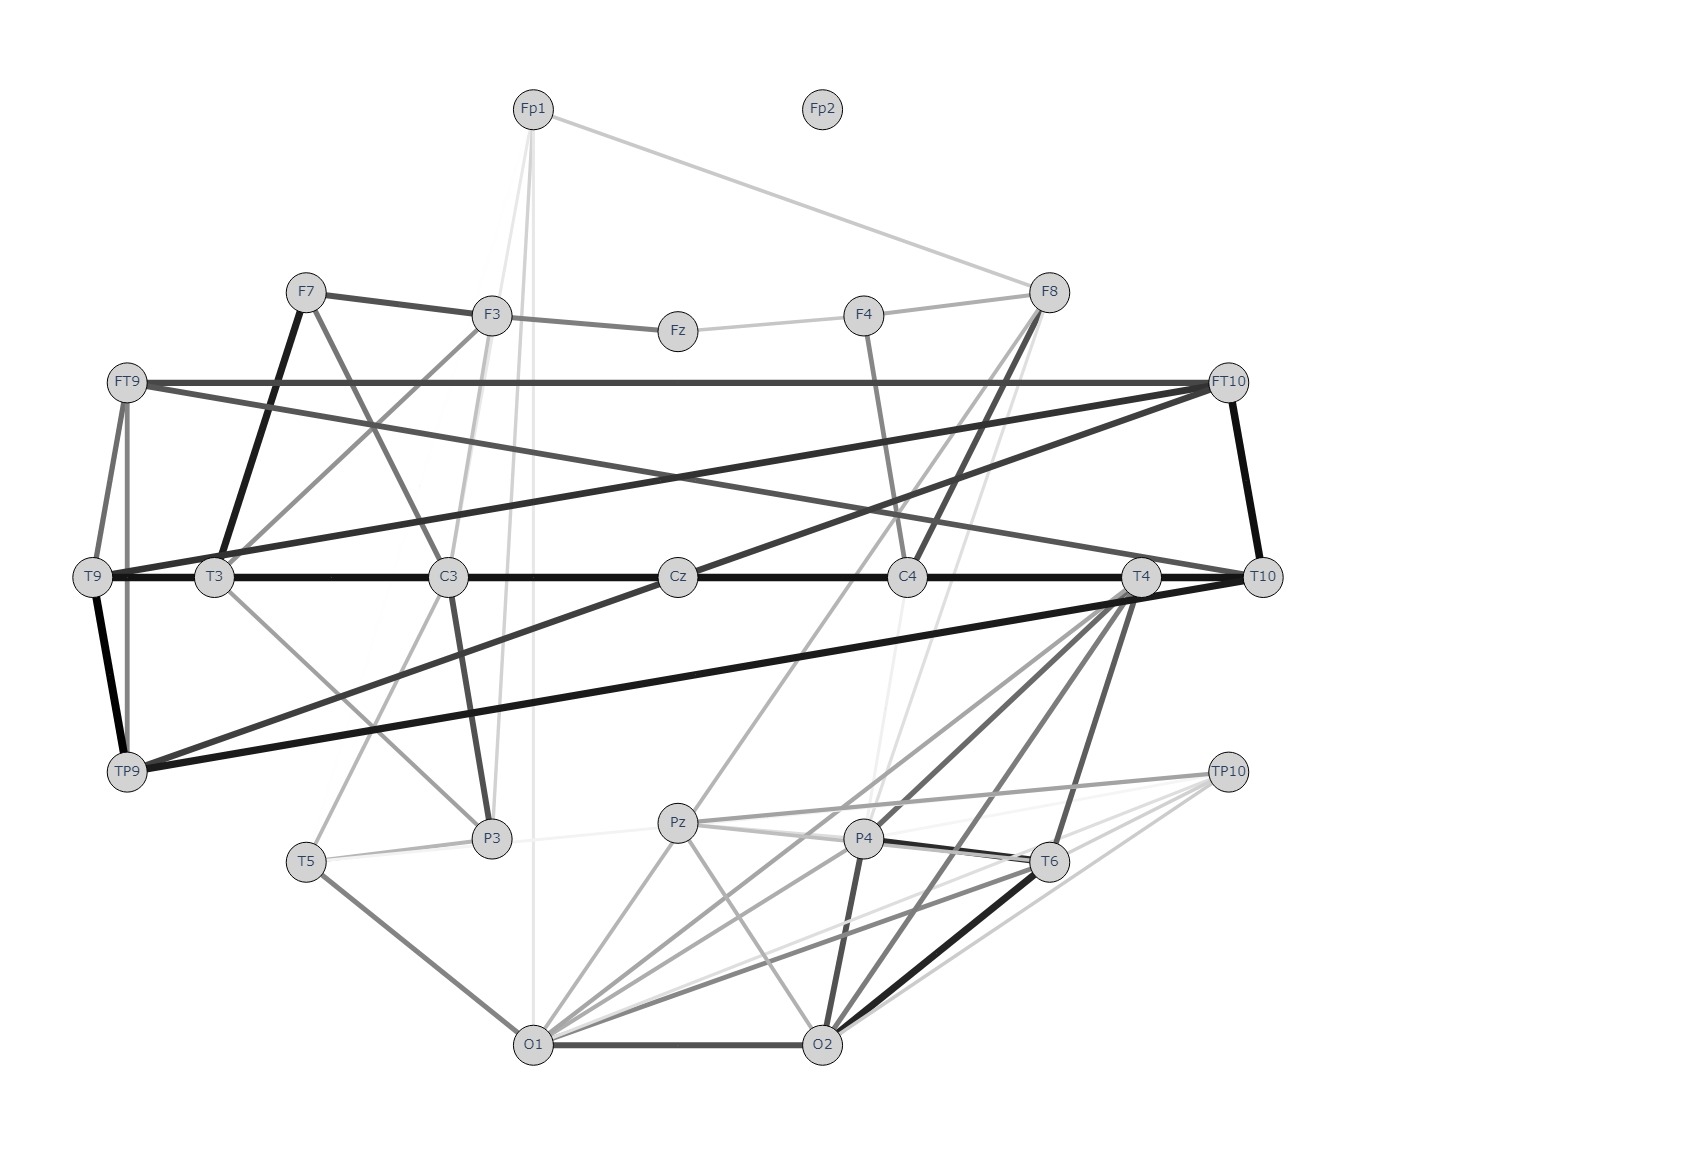 Fp1 Fp2
F7 F3 Fz F4 F8
FT9 FT10
T9 T3 C3 Cz C4 T4 T10
TP9 TP10
T5 P3 Pz P4 T6
O1 O2